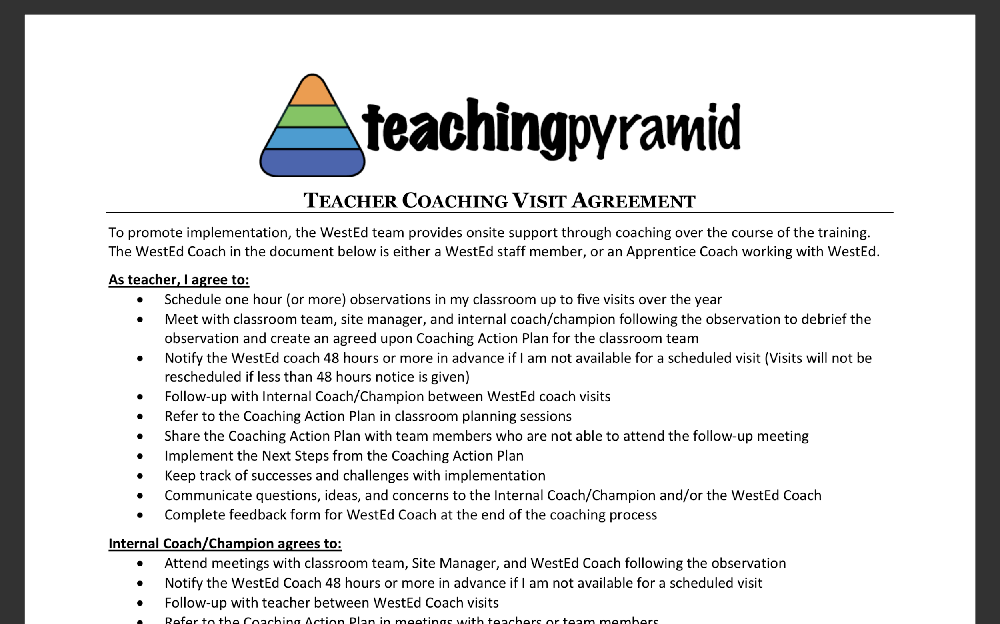 teachingpyramid
TEACHER COACHING VISIT AGREEMENT
To promote implementation, the WestEd team provides onsite support through coaching over the course of the training.
The WestEd Coach in the document below is either a WestEd staff member, or an Apprentice Coach working with WestEd.
As teacher, I agree to:
• Schedule one hour (or more) observations in my classroom up to five visits over the year
• Meet with classroom team, site manager, and internal coach/champion following the observation to debrief the
observation and create an agreed upon Coaching Action Plan for the classroom team
• Notify the WestEd coach 48 hours or more in advance if I am not available for a scheduled visit (Visits will not be
rescheduled if less than 48 hours notice is given)
• Follow-up with Internal Coach/Champion between WestEd coach visits
• Refer to the Coaching Action Plan in classroom planning sessions
• Share the Coaching Action Plan with team members who are not able to attend the follow-up meeting
• Implement the Next Steps from the Coaching Action Plan
• Keep track of successes and challenges with implementation
• Communicate questions, ideas, and concerns to the Internal Coach/Champion and/or the WestEd Coach
• Complete feedback form for WestEd Coach at the end of the coaching process
Internal Coach/Champion agrees to:
• Attend meetings with classroom team, Site Manager, and WestEd Coach following the observation
• Notify the WestEd Coach 48 hours or more in advance if I am not available for a scheduled visit
• Follow-up with teacher between WestEd Coach visits
• Refer to the Coaching Action Plan in meetings with teachers or team members